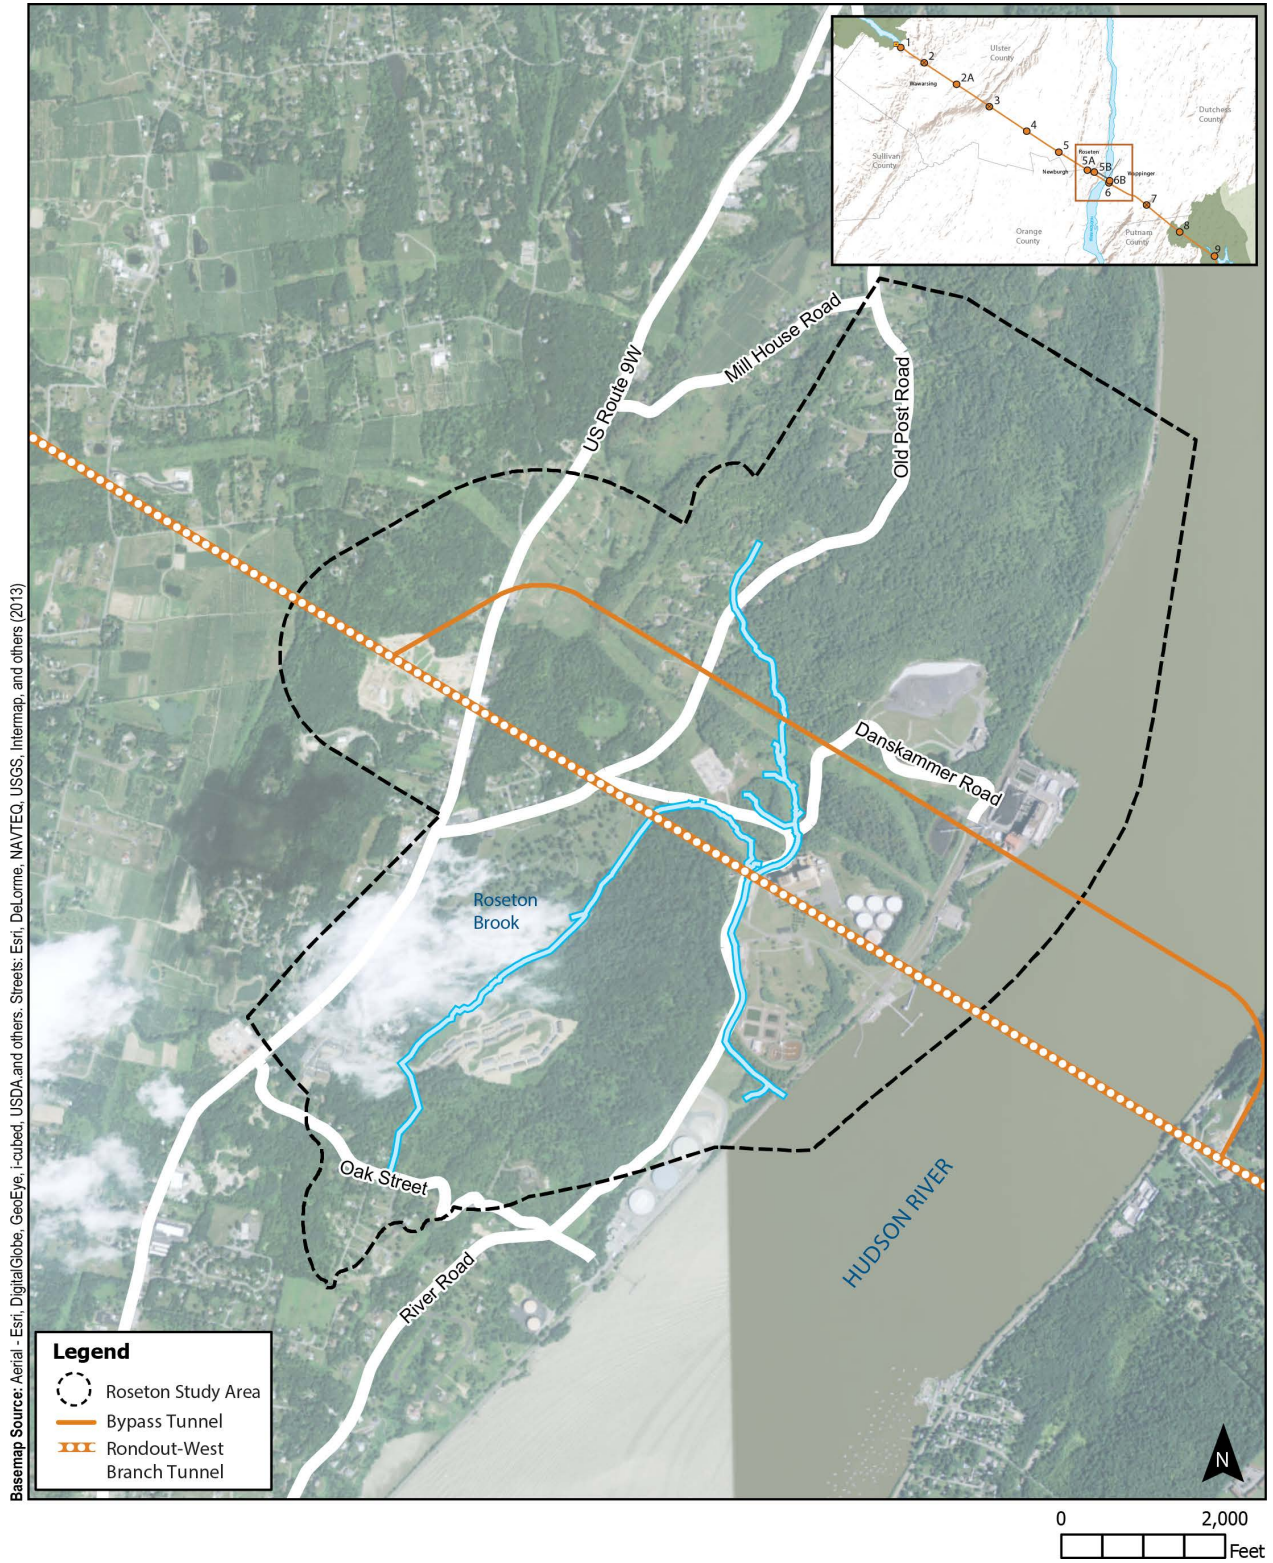 1
2
Ulster
County
2A
Wawarsing
3
Dutchess
County
4
5
Roseton
Sullivan
County
5A
5B
Newburgh
Wappinger
6B
6
7
Orange
County
Putnam
County
8
9
Mill House Road
US Route 9W
Old Post Road
Danskammer Road
Roseton
Brook
Oak Street
River Road
HUDSON RIVER
Basemap Source: Aerial - Esri, DigitalGlobe, GeoEye, i-cubed, USDA,and others. Streets: Esri, DeLorme, NAVTEQ, USGS, Intermap, and others (2013)
Legend
Roseton Study Area
Bypass Tunnel
Rondout-West
Branch Tunnel
N
0 2,000
Feet